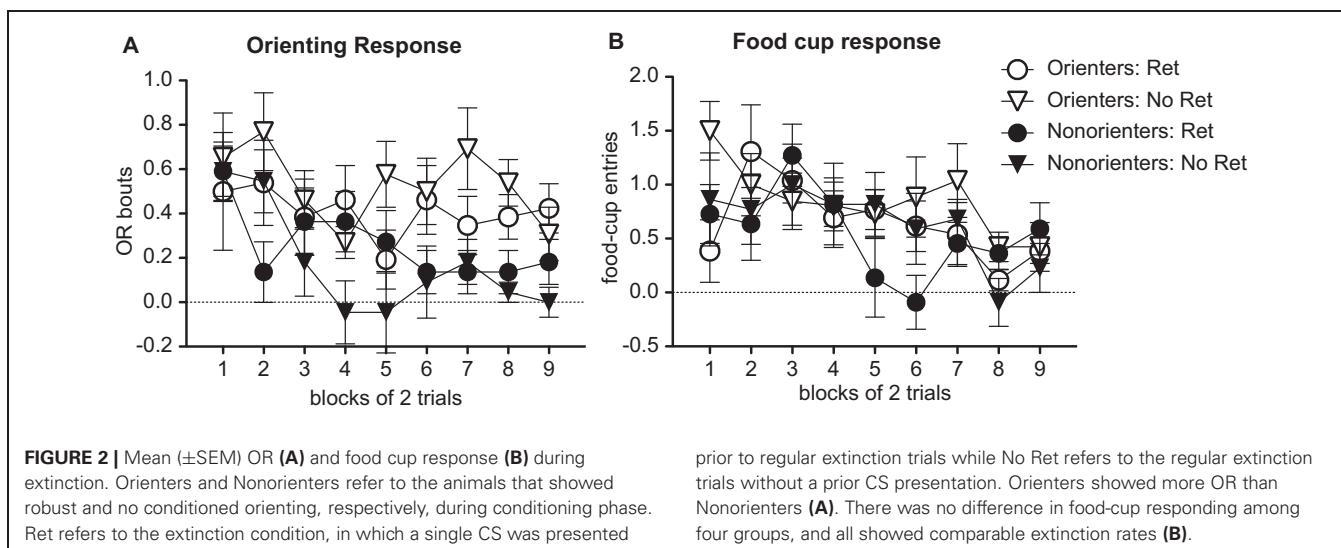 A
Orienting Response
1.0
0.8
0.6
0.4
0.2
0.0
-0.2
OR bouts
1 2 3 4 5 6 7 8 9
blocks of 2 trials
B
Food cup response
2.0
1.5
1.0
0.5
0.0
-0.5
food-cup entries
1 2 3 4 5 6 7 8 9
blocks of 2 trials
Orienters: Ret
Orienters: No Ret
Nonorienters: Ret
Nonorienters: No Ret
FIGURE 2 | Mean (±SEM) OR (A) and food cup response (B) during
extinction. Orienters and Nonorienters refer to the animals that showed
robust and no conditioned orienting, respectively, during conditioning phase.
Ret refers to the extinction condition, in which a single CS was presented
prior to regular extinction trials while No Ret refers to the regular extinction
trials without a prior CS presentation. Orienters showed more OR than
Nonorienters (A). There was no difference in food-cup responding among
four groups, and all showed comparable extinction rates (B).